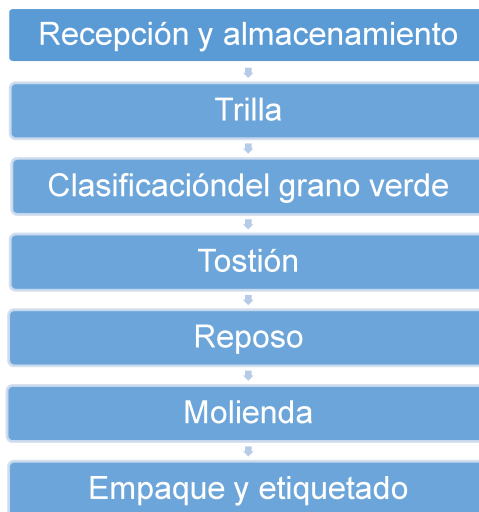 Recepción y almacenamiento
Trilla
Clasificacióndel grano verde
Tostión
Reposo
Molienda
Empaque y etiquetado